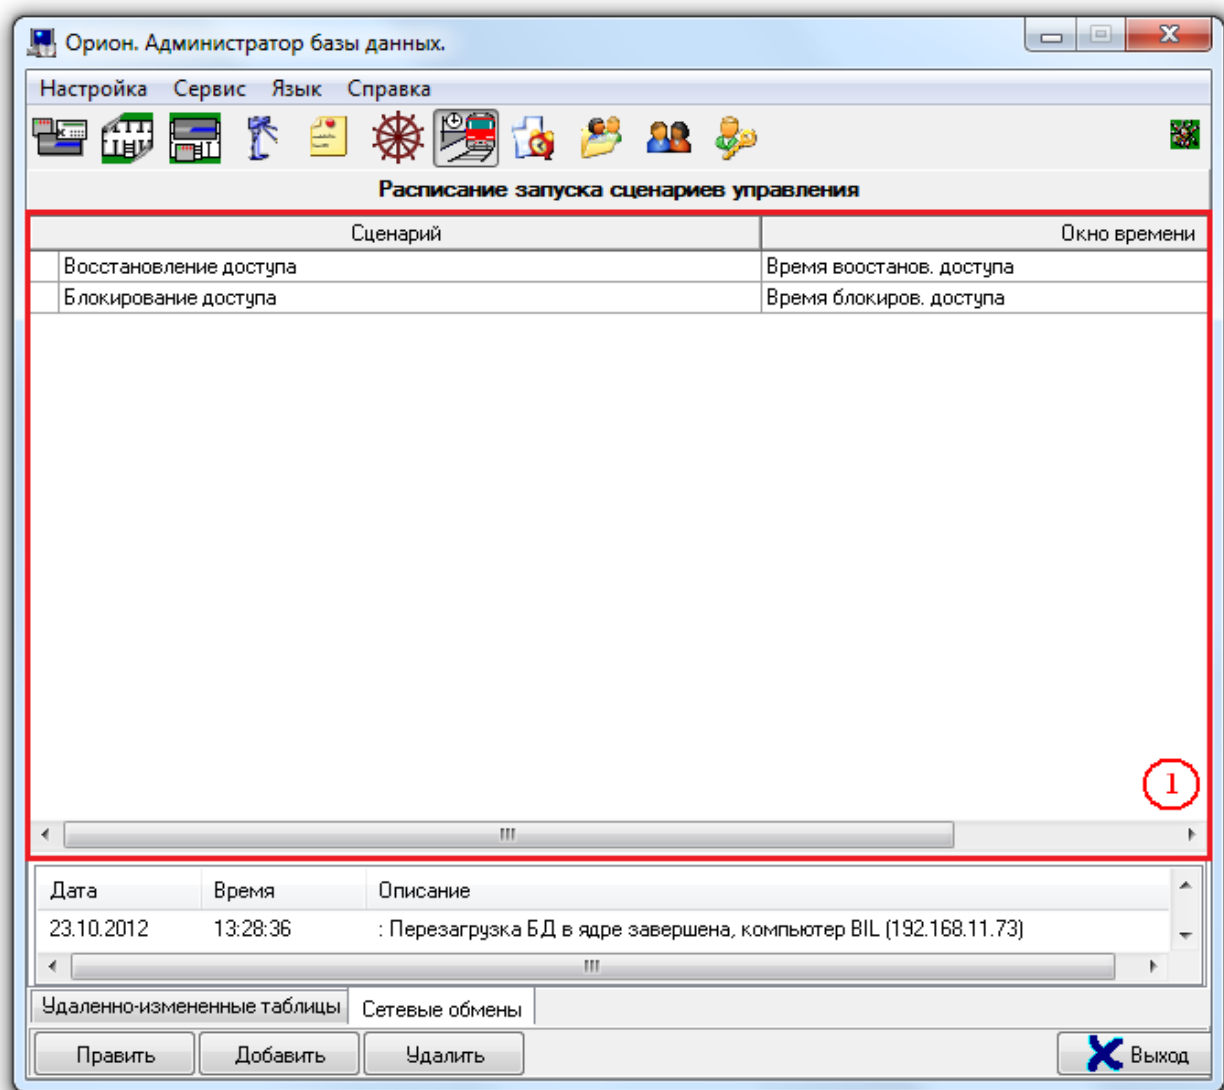 Орион. Администратор базы данных.
Настройка Сервис Язык Справка
Расписание запуска сценариев управления
Сценарий Окно времени
Восстановление доступа Время воостанов. доступа
Блокирование доступа Время блокиров. доступа
1
Дата Время Описание
23.10.2012 13:28:36 : Перезагрузка БД в ядре завершена, компьютер BIL (192.168.11.73)
Удаленно-измененные таблицы Сетевые обмены
Править Добавить Удалить Выход